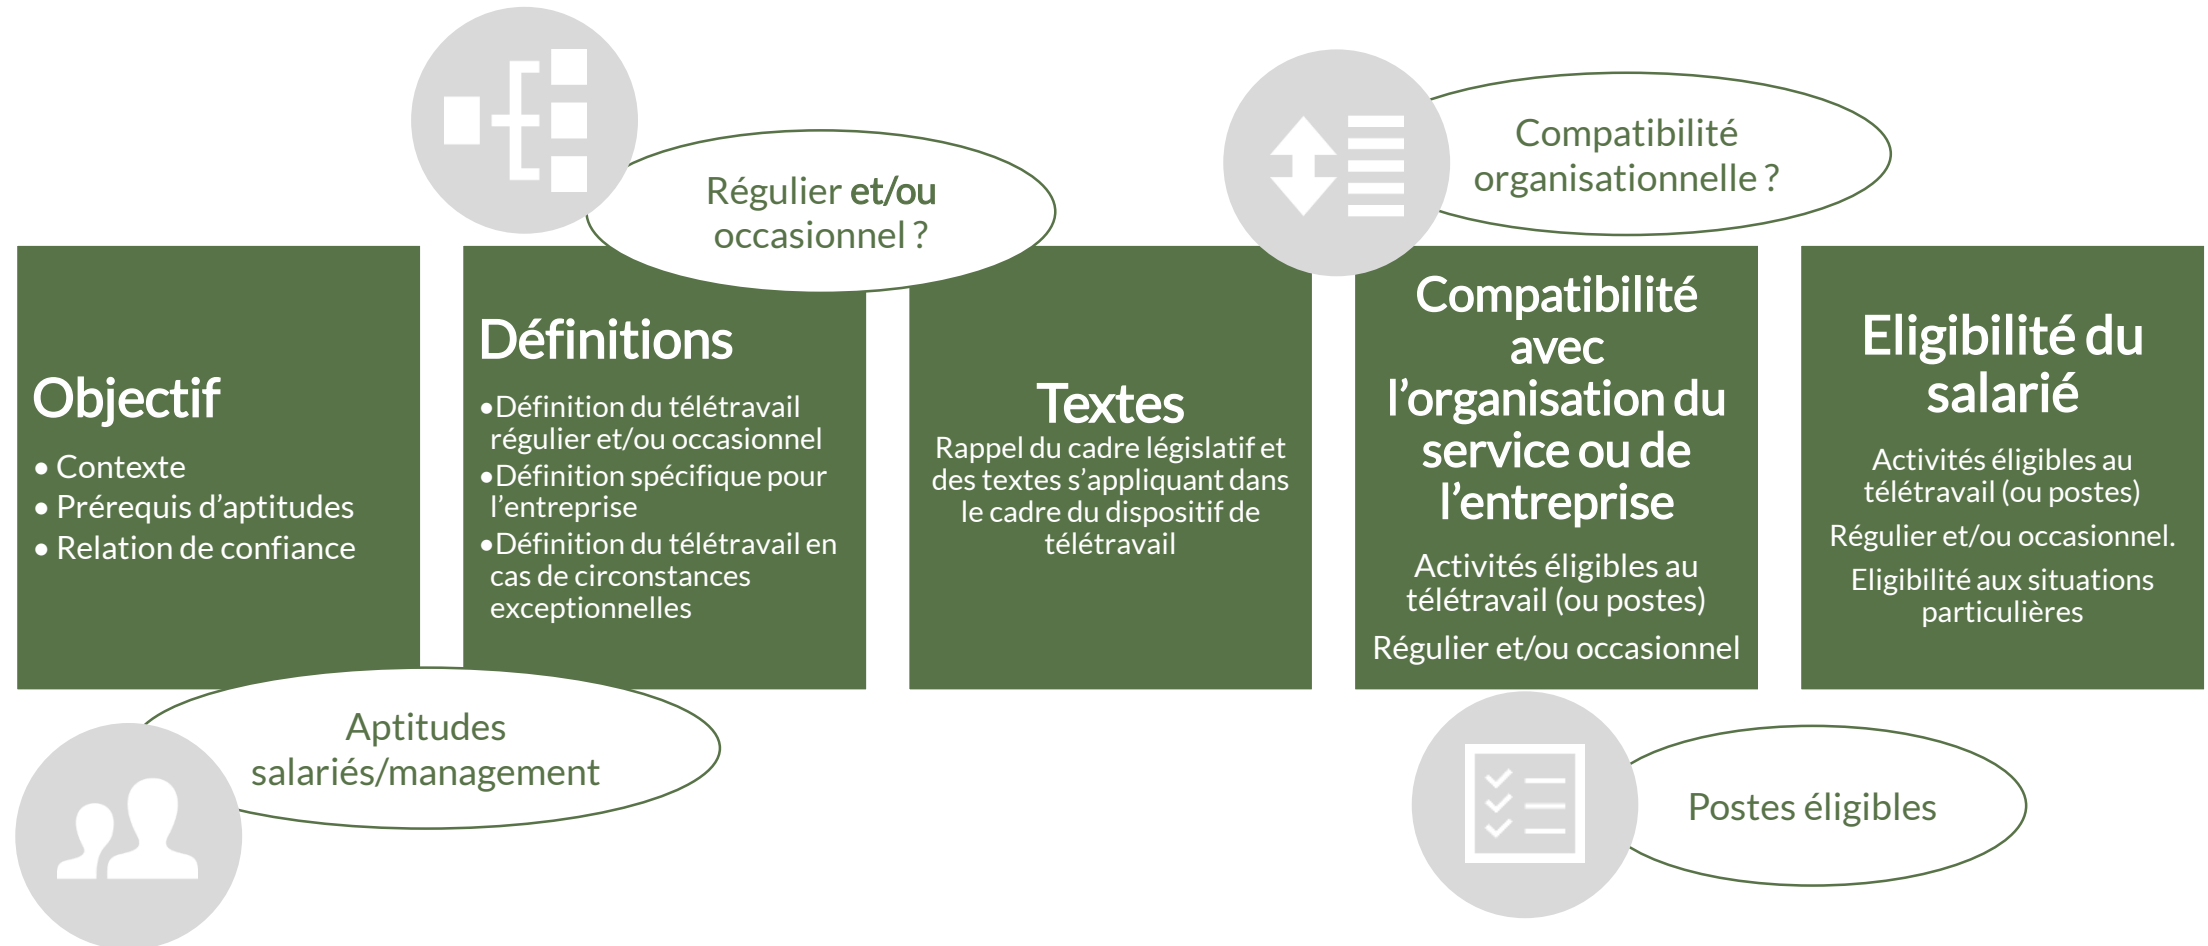 Régulier et/ou
occasionnel ?
Compatibilité
organisationnelle ?
Objectif
• Contexte
• Prérequis d’aptitudes
• Relation de confiance
Définitions
•Définition du télétravail
régulier et/ou occasionnel
•Définition spécifique pour
l’entreprise
•Définition du télétravail en
cas de circonstances
exceptionnelles
Textes
Rappel du cadre législatif et
des textes s’appliquant dans
le cadre du dispositif de
télétravail
Compatibilité
avec
l’organisation du
service ou de
l’entreprise
Activités éligibles au
télétravail (ou postes)
Régulier et/ou occasionnel
Eligibilité du
salarié
Activités éligibles au
télétravail (ou postes)
Régulier et/ou occasionnel.
Eligibilité aux situations
particulières
Aptitudes
salariés/management
Postes éligibles